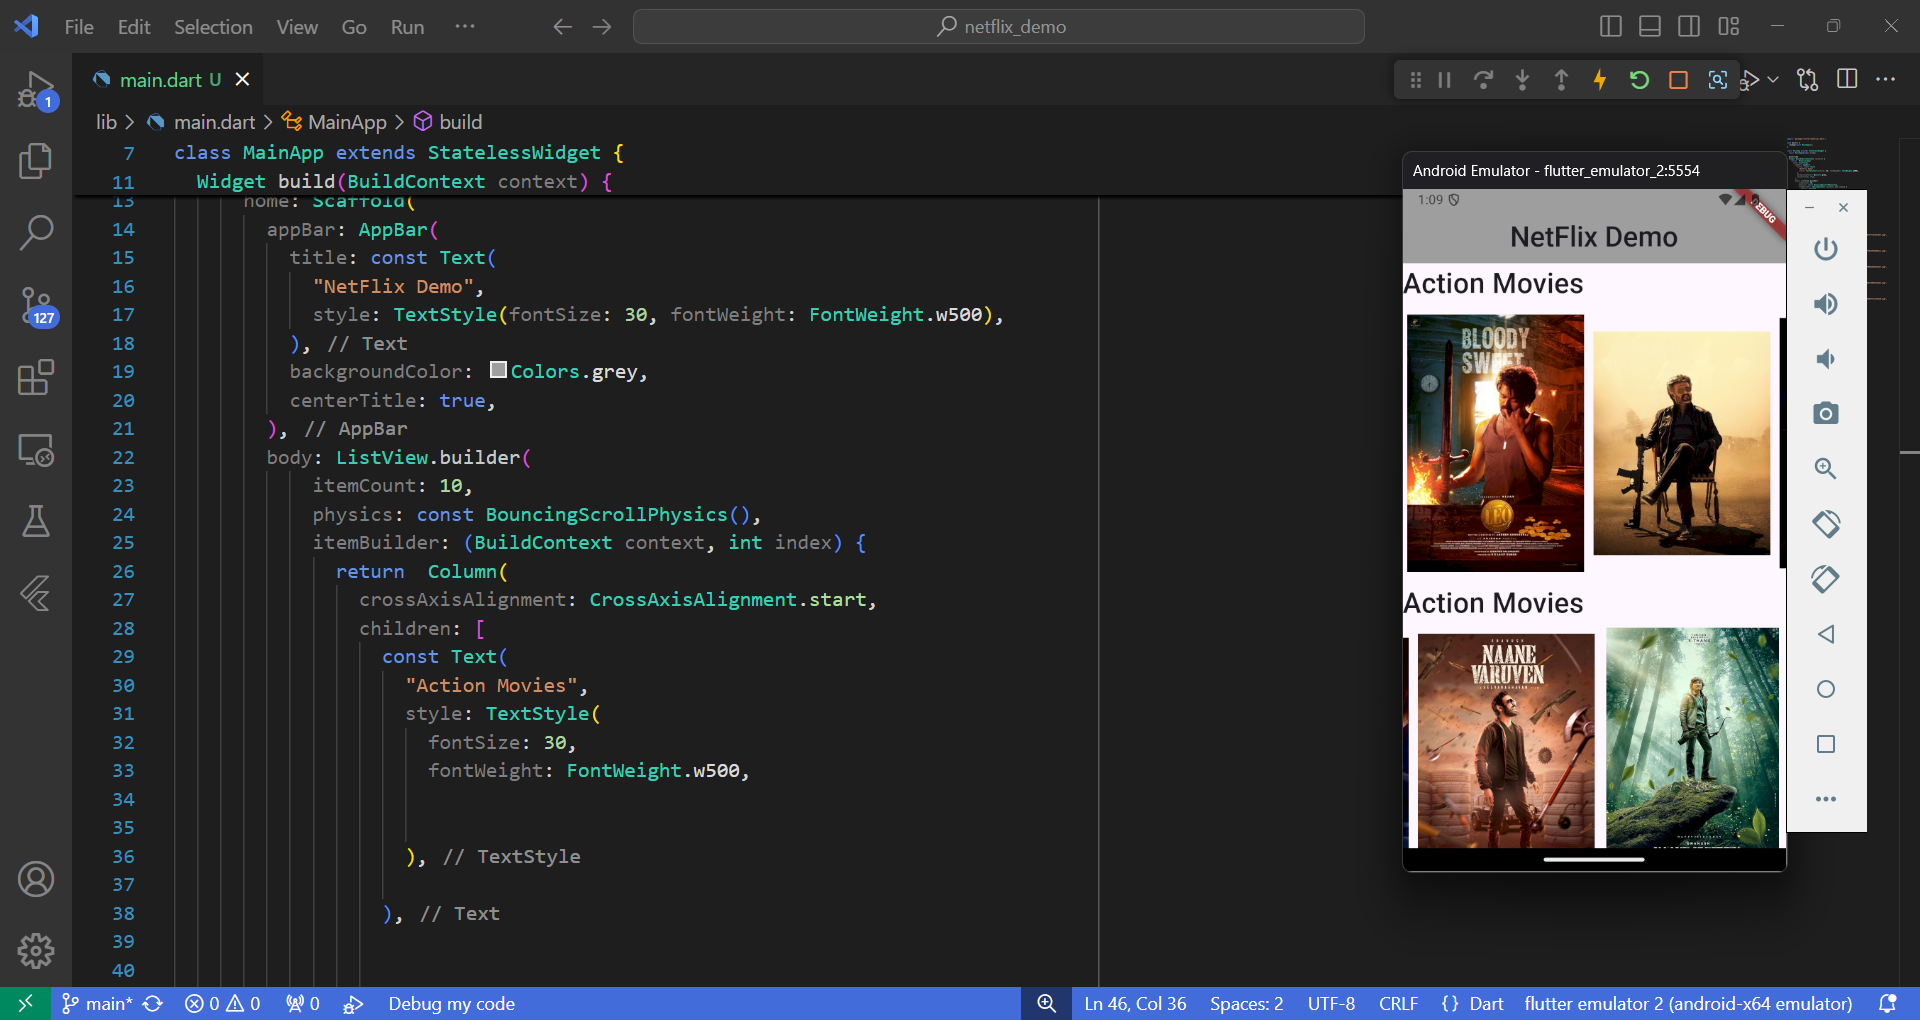 File Edit Selection View Go Run ··· netflix_demo
main.dart U
lib > main.dart > MainApp > build
7 class MainApp extends StatelessWidget {
11 Widget build(BuildContext context) {
13 home: Scaffold(
14 appBar: AppBar(
15 title: const Text(
16 "NetFlix Demo",
17 style: TextStyle(fontSize: 30, fontWeight: FontWeight.w500),
18 ), // Text
19 backgroundColor: Colors.grey,
20 centerTitle: true,
21 ), // AppBar
22 body: ListView.builder(
23 itemCount: 10,
24 physics: const BouncingScrollPhysics(),
25 itemBuilder: (BuildContext context, int index) {
26 return  Column(
27 crossAxisAlignment: CrossAxisAlignment.start,
28 children: [
29 const Text(
30 "Action Movies",
31 style: TextStyle(
32 fontSize: 30,
33 fontWeight: FontWeight.w500,
34
35
36 ), // TextStyle
37
38 ), // Text
39
40
1
127
Android Emulator - flutter_emulator_2:5554
1:09
NetFlix Demo
Action Movies
BLOODY
SWEET
LEO
Action Movies
NAANE
VARUVEN
main* 0 0 0 Debug my code Ln 46, Col 36 Spaces: 2 UTF-8 CRLF {} Dart flutter emulator 2 (android-x64 emulator)